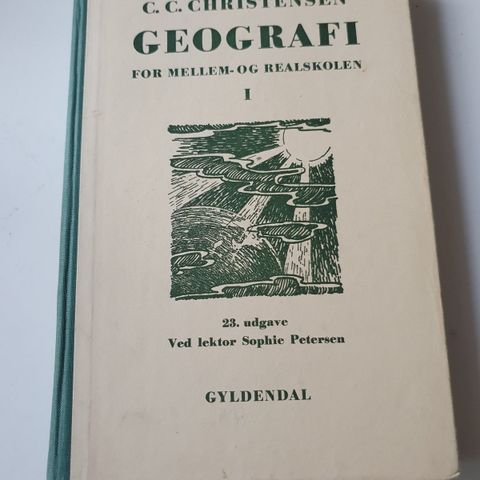 C. C. CHRISTENSEN
GEOGRAFI
FOR MELLEM- OG REALSKOLEN
I
23. udgave
Ved lektor Sophie Petersen
GYLDENDAL